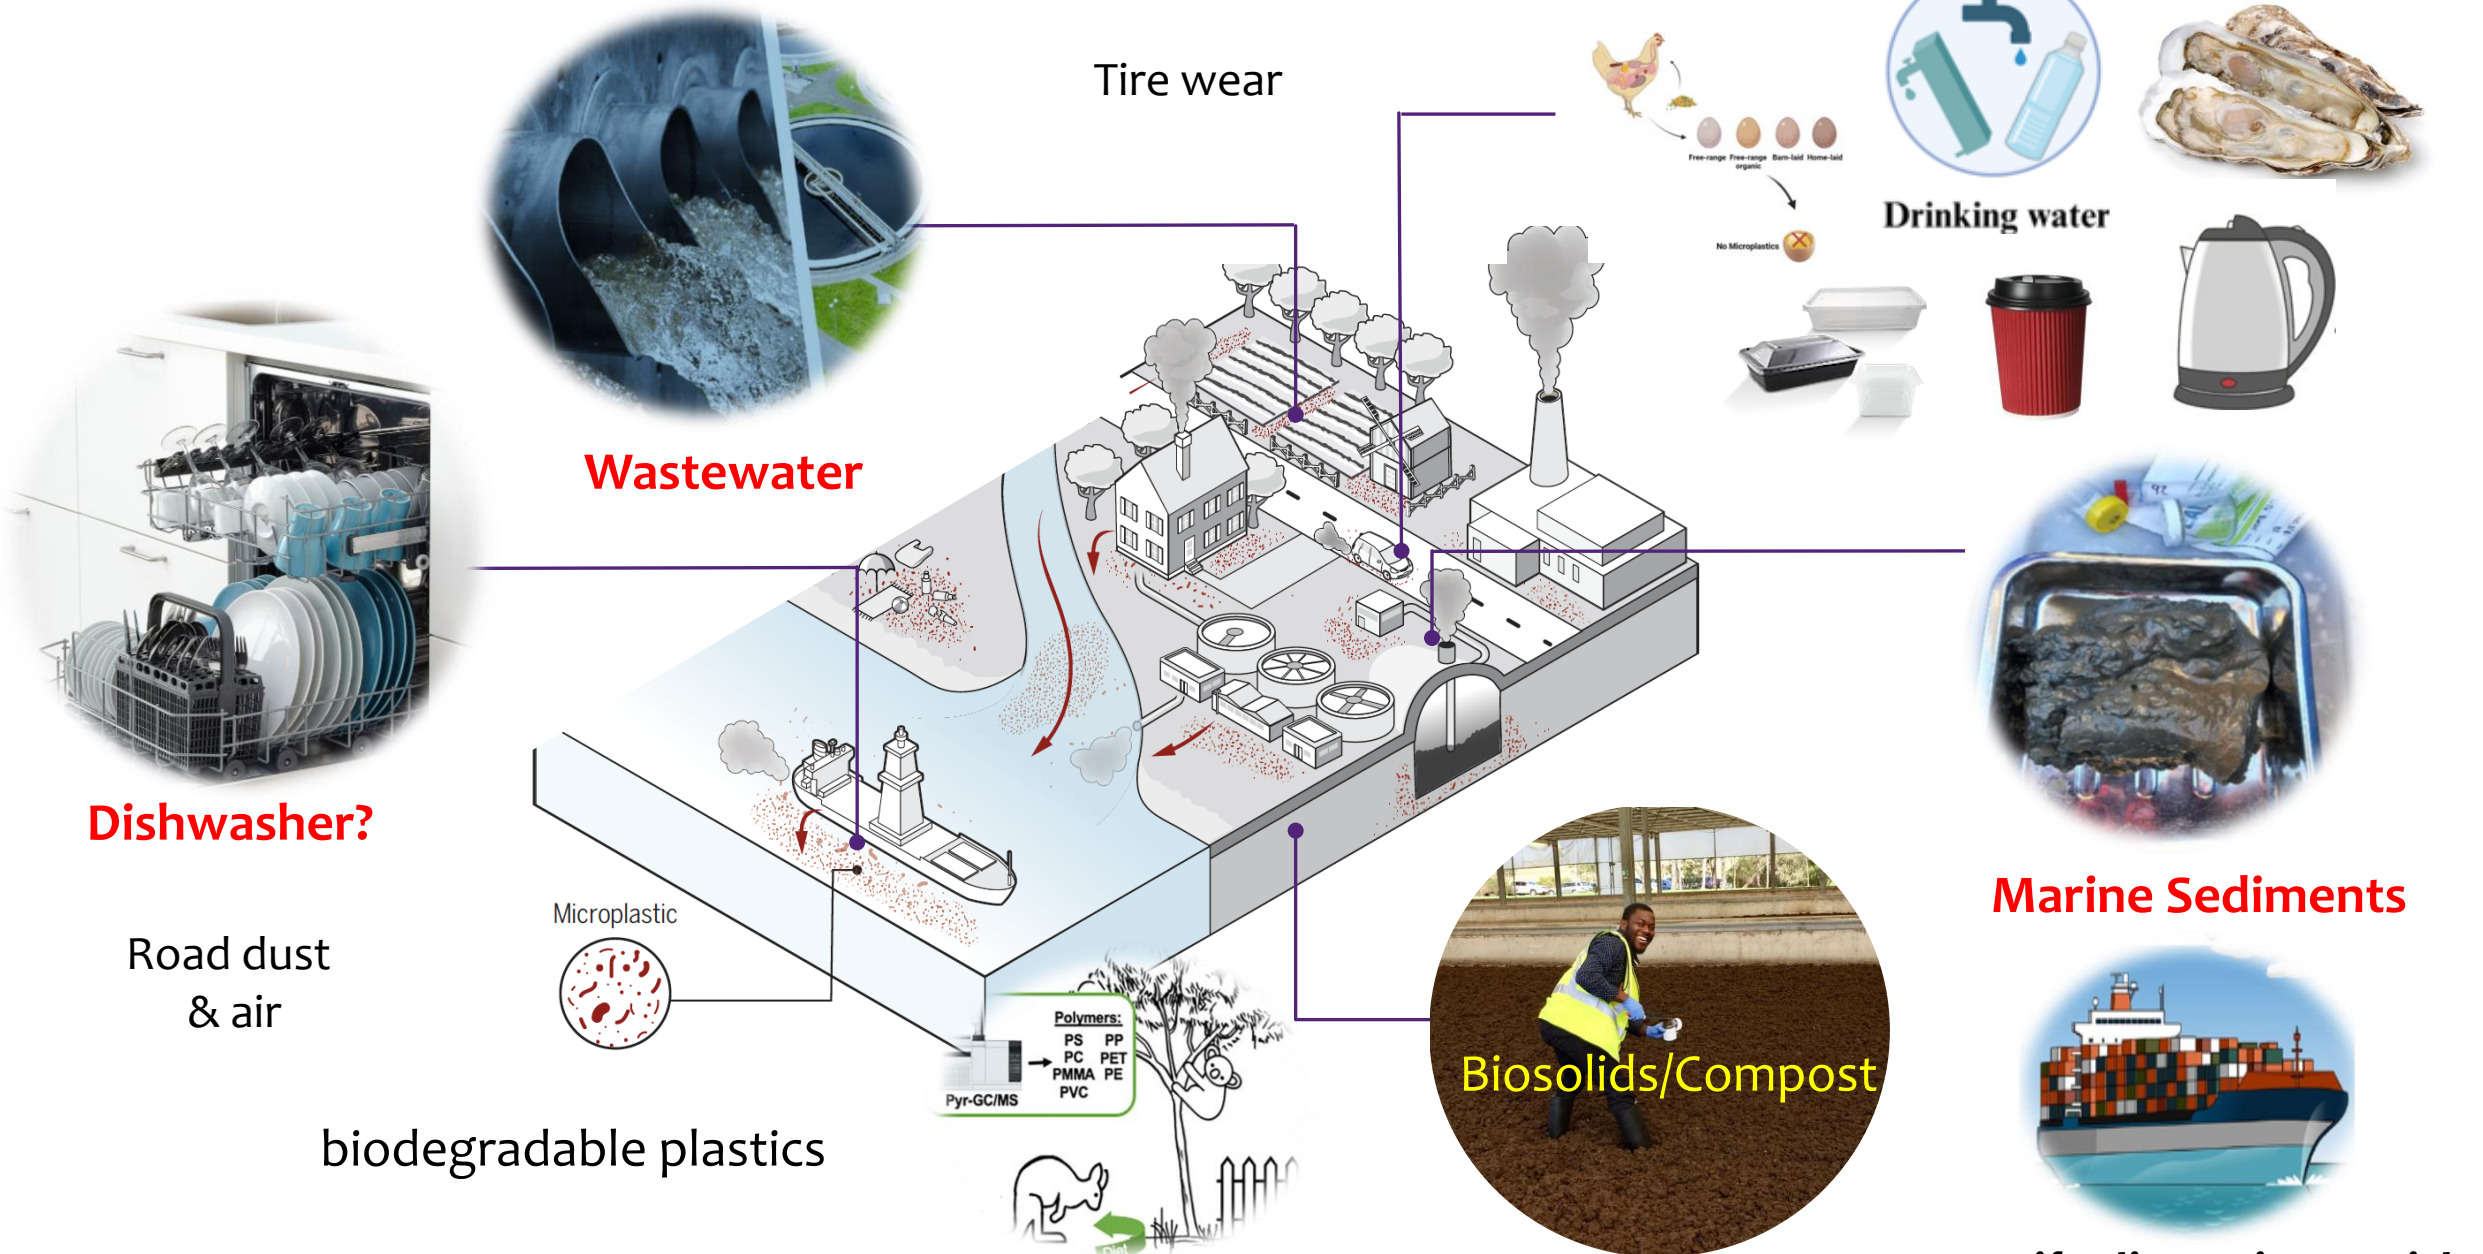 Tire wear
Free-range
Free-range
organic
Barn-laid
Home-laid
No Microplastics
Drinking water
Wastewater
Dishwasher?
Road dust
& air
biodegradable plastics
Microplastic
Polymers:
PS PP
PC PET
PMMA PE
PVC
Pyr-GC/MS
Diet
Biosolids/Compost
92
Marine Sediments